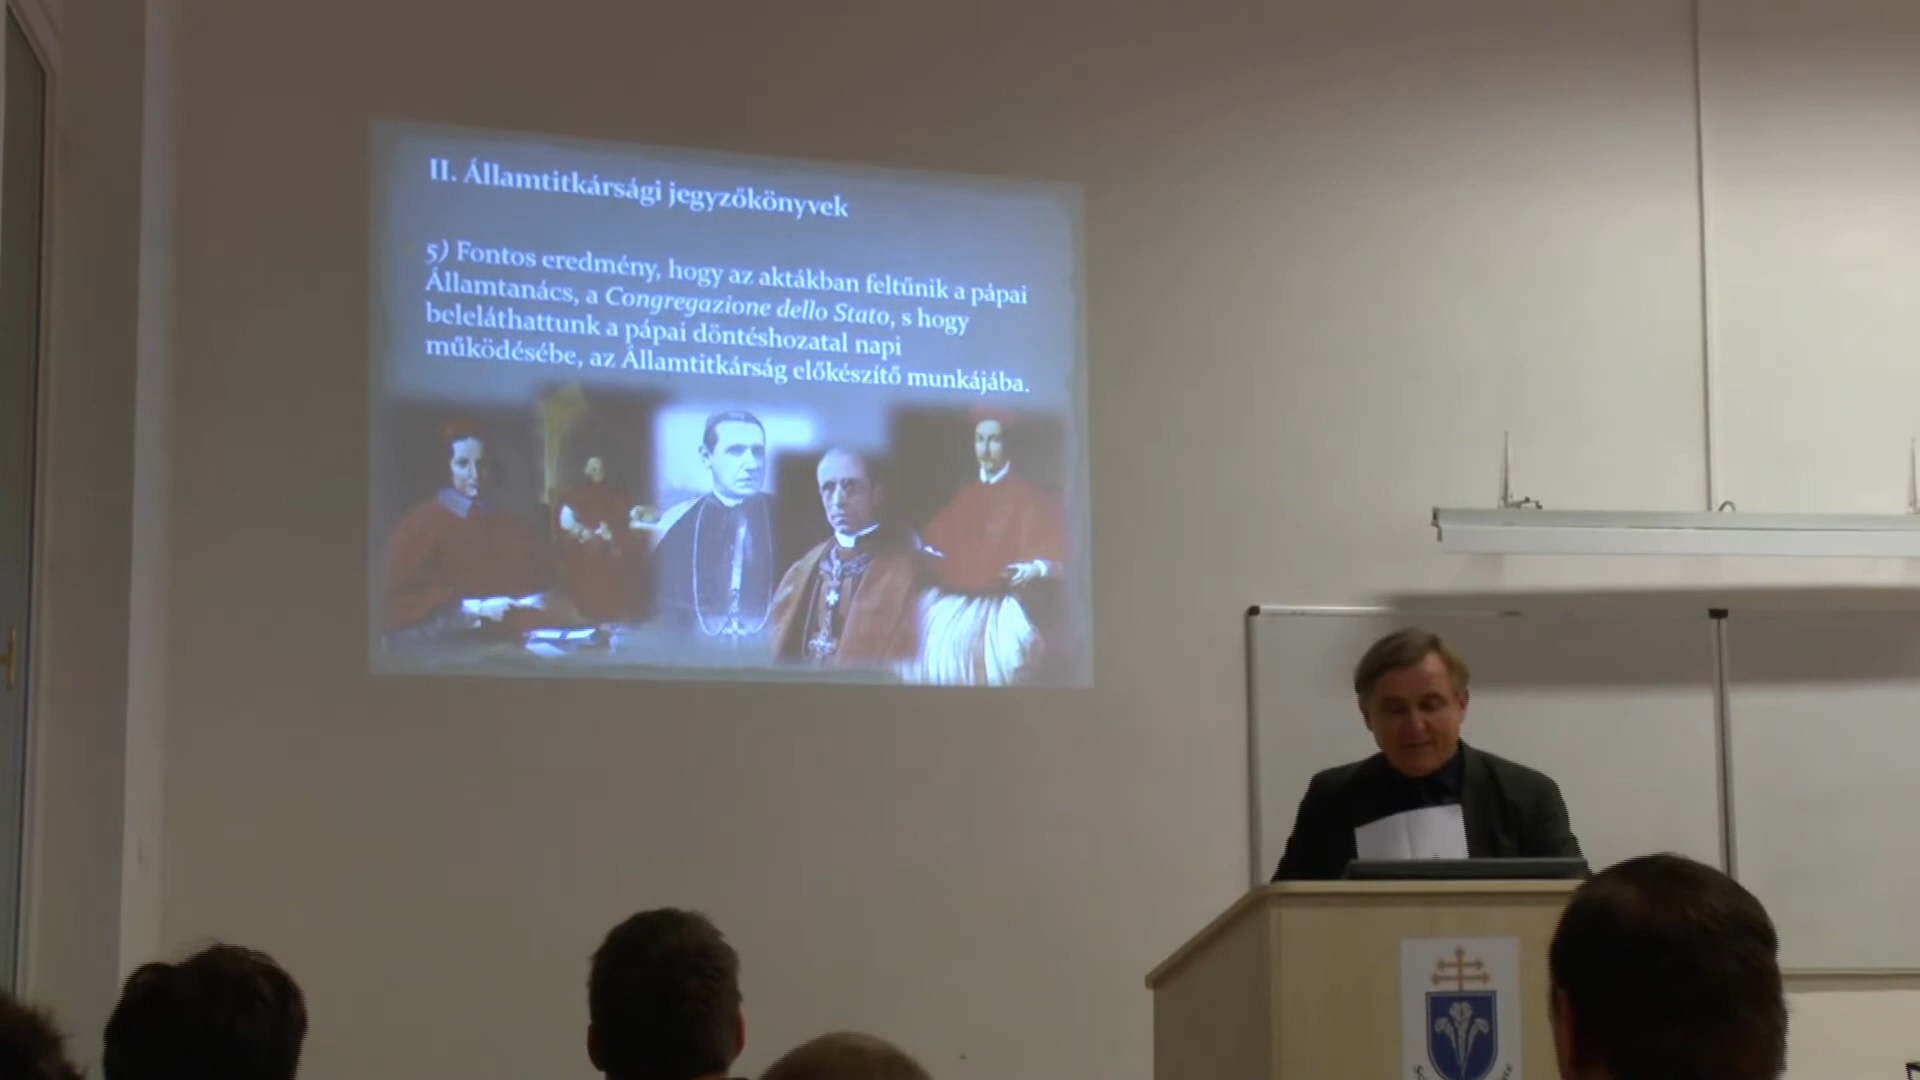 II. Államtitkársági jegyzőkönyvek
5) Fontos eredmény, hogy az aktákban feltűnik a pápai
Államtanács, a Congregazione dello Stato, s hogy
beleláthattunk a pápai döntéshozatal napi
működésébe, az Államtitkárság előkészítő munkájába.